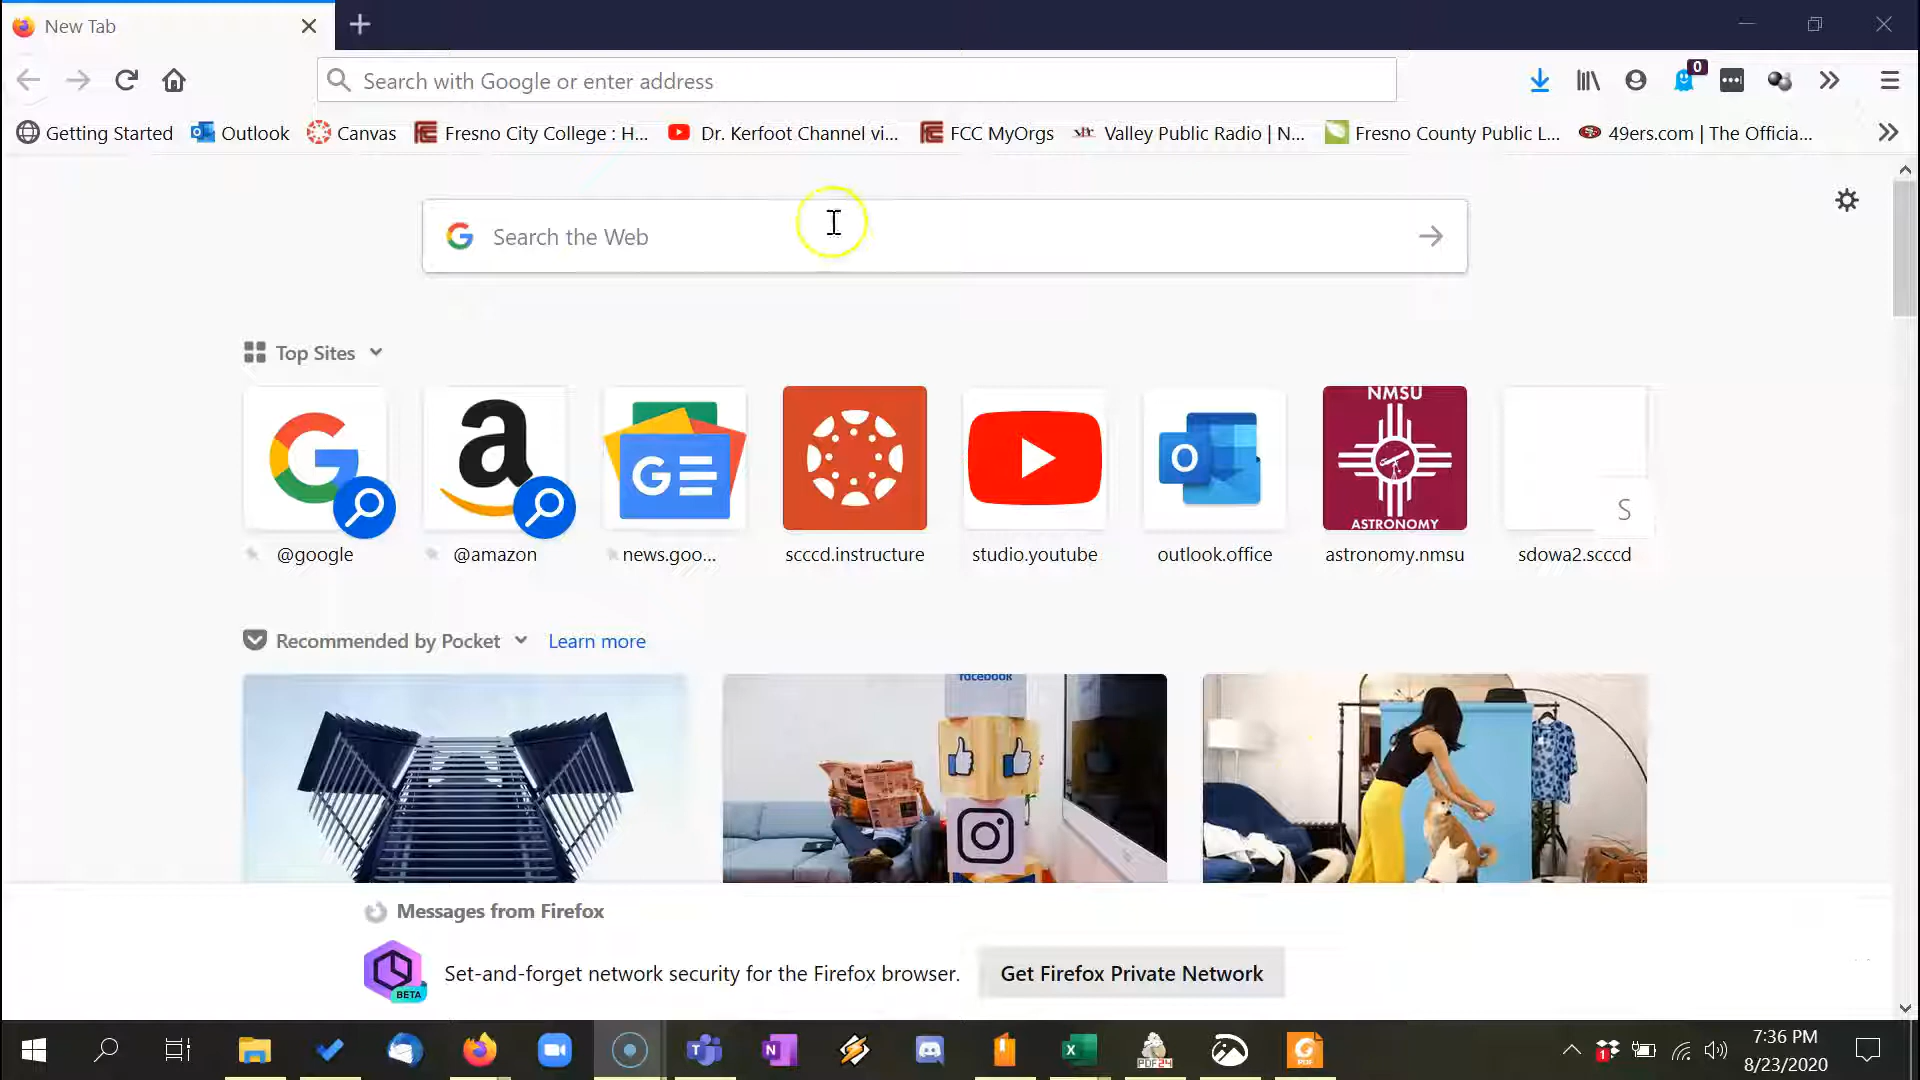 New Tab
Search with Google or enter address
0
Getting Started
Outlook
Canvas
Fresno City College : H...
Dr. Kerfoot Channel vi...
FCC MyOrgs
Valley Public Radio | N...
Fresno County Public L...
49ers.com | The Officia...
Search the Web
Top Sites
NMSU
ASTRONOMY
S
@google
@amazon
news.goo...
scccd.instructure
studio.youtube
outlook.office
astronomy.nmsu
sdowa2.scccd
Recommended by Pocket
Learn more
facebook
Messages from Firefox
BETA
Set-and-forget network security for the Firefox browser.
Get Firefox Private Network
PDF24
1
7:36 PM
8/23/2020